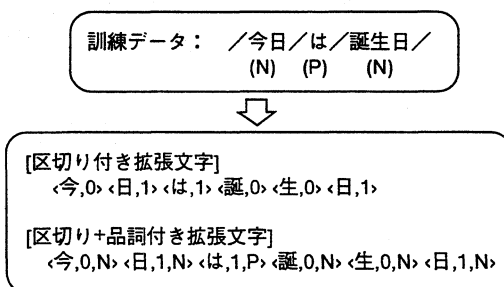 訓練データ： ／今日／は／誕生日／
(N) (P) (N)
[区切り付き拡張文字]
‹今,0› ‹日,1› ‹は,1› ‹誕,0› ‹生,0› ‹日,1›
[区切り+品詞付き拡張文字]
‹今,0,N› ‹日,1,N› ‹は,1,P› ‹誕,0,N› ‹生,0,N› ‹日,1,N›